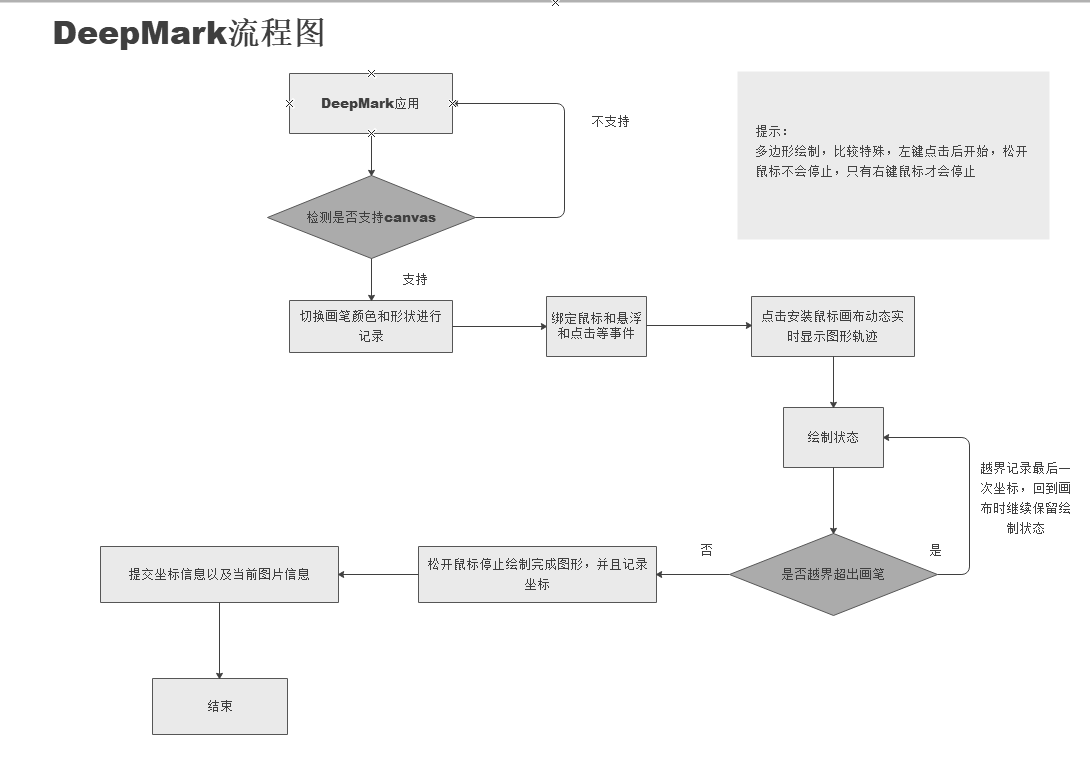 DeepMark流程图
DeepMark应用
不支持
提示:
多边形绘制，比较特殊，左键点击后开始，松开
鼠标不会停止，只有右键鼠标才会停止
检测是否支持canvas
支持
切换画笔颜色和形状进行
记录
绑定鼠标和悬浮
和点击等事件
点击安装鼠标画布动态实
时显示图形轨迹
绘制状态
越界记录最后一
次坐标，回到画
布时继续保留绘
制状态
是否越界超出画笔
是
否
松开鼠标停止绘制完成图形，并且记录
坐标
提交坐标信息以及当前图片信息
结束